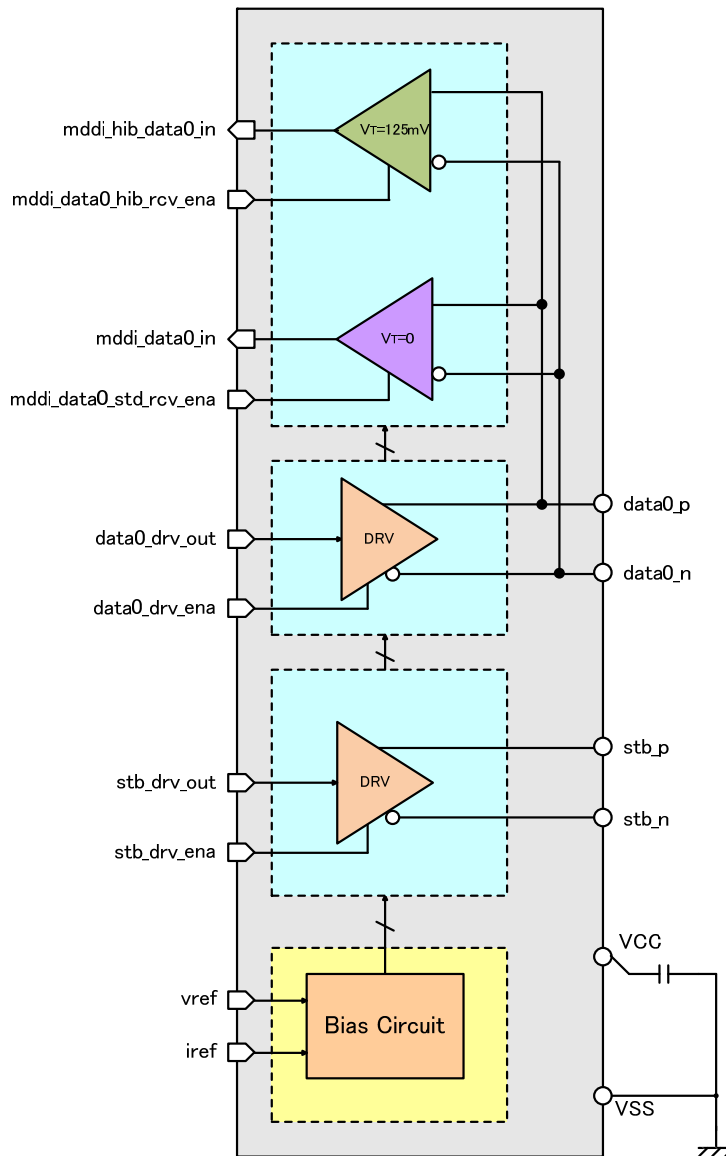 VT=125mV
mddi_hib_data0_in
mddi_data0_hib_rcv_ena
mddi_data0_in
VT=0
mddi_data0_std_rcv_ena
data0_p
data0_drv_out
DRV
data0_n
data0_drv_ena
stb_p
stb_drv_out
DRV
stb_n
stb_drv_ena
VCC
vref
Bias Circuit
iref
VSS